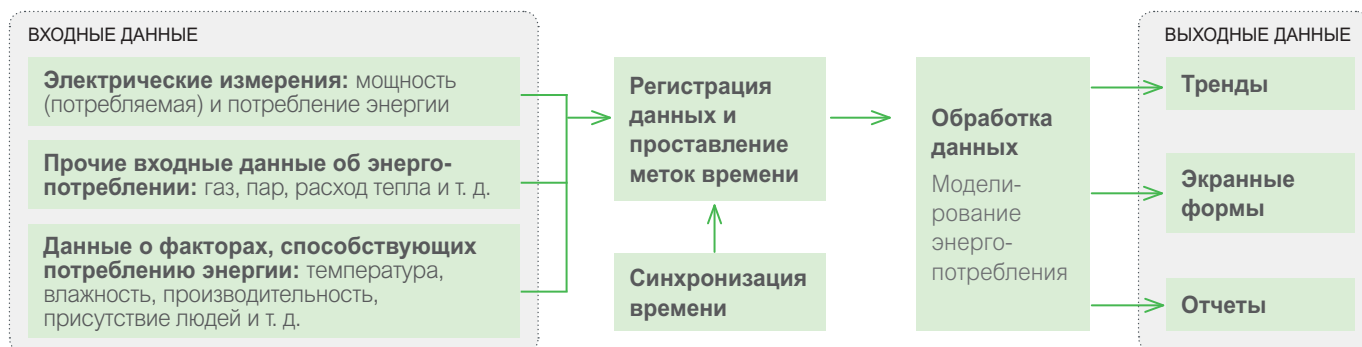 ВХОДНЫЕ ДАННЫЕ
Электрические измерения: мощность
(потребляемая) и потребление энергии
Прочие входные данные об энерго-
потреблении: газ, пар, расход тепла и т. д.
Данные о факторах, способствующих
потреблению энергии: температура,
влажность, производительность,
присутствие людей и т. д.
Регистрация
данных и
проставление
меток времени
Синхронизация
времени
Обработка
данных
Модели-
рование
энерго-
потребления
ВЫХОДНЫЕ ДАННЫЕ
Тренды
Экранные
формы
Отчеты